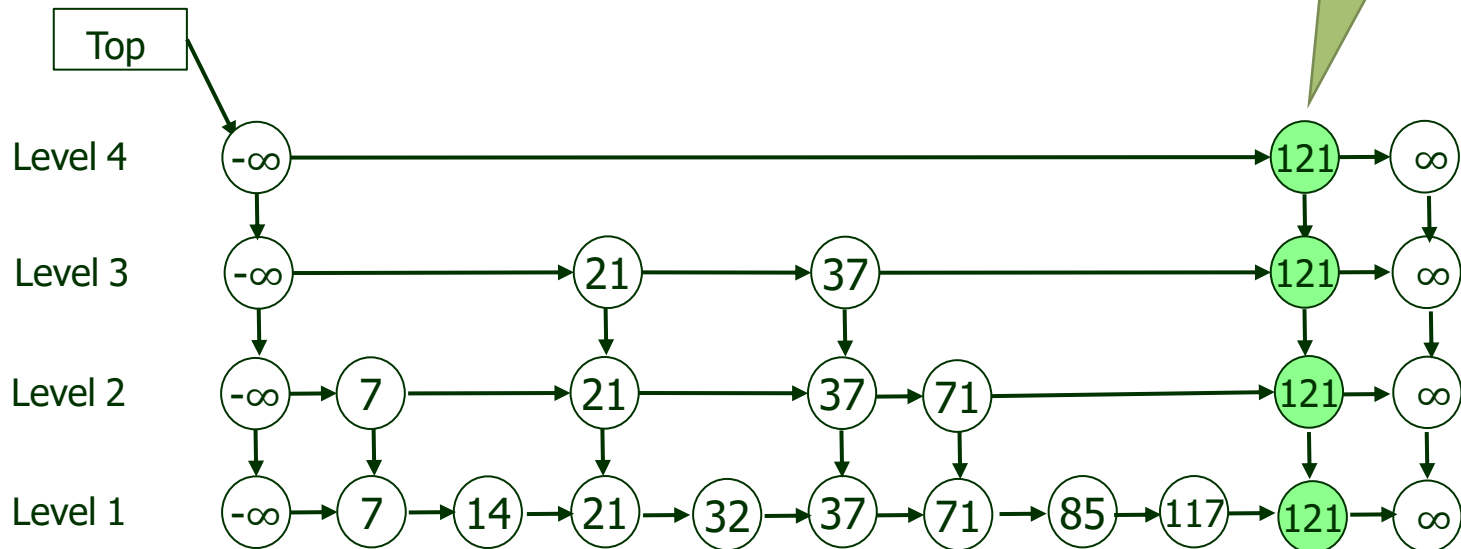 Top
Level 4 -∞ 121 ∞
Level 3 -∞ 21 37 121 ∞
Level 2 -∞ 7 21 37 71 121 ∞
Level 1 -∞ 7 14 21 32 37 71 85 117 121 ∞